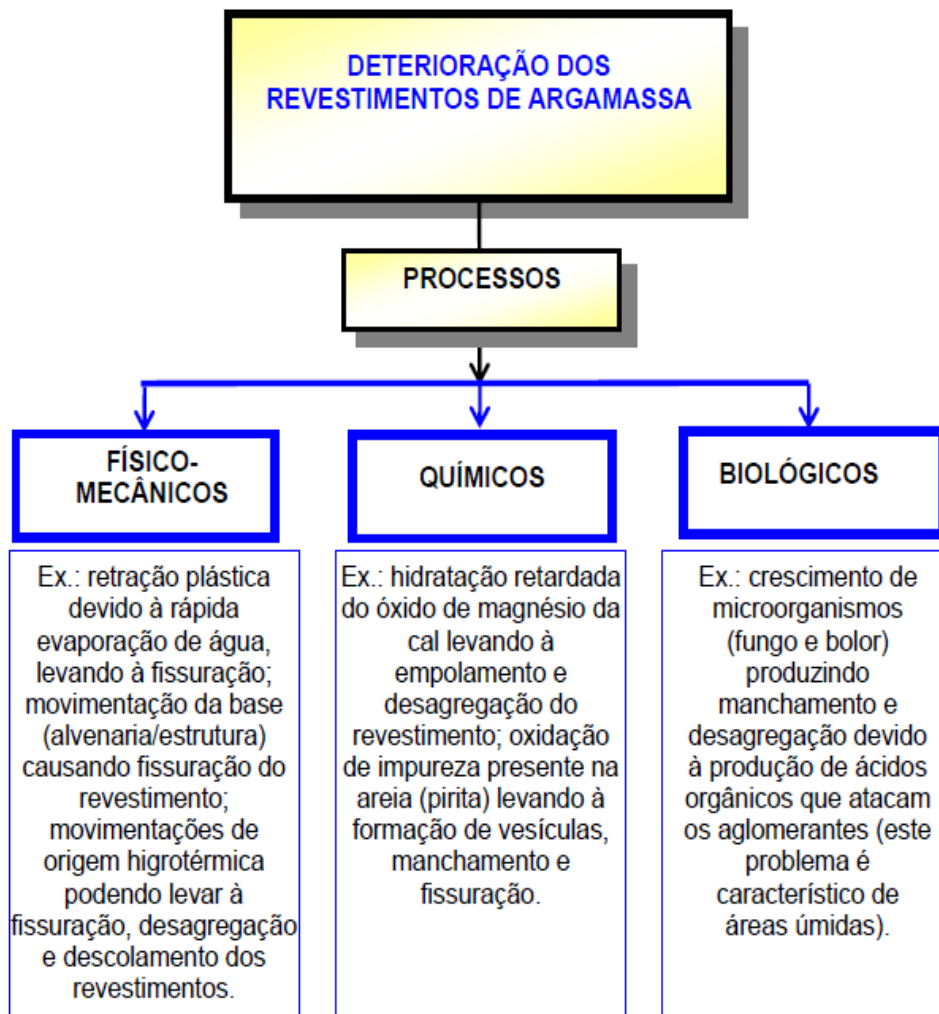 DETERIORAÇÃO DOS
REVESTIMENTOS DE ARGAMASSA
PROCESSOS
FÍSICO-
MECÂNICOS
Ex.: retração plástica
devido à rápida
evaporação de água,
levando à fissuração;
movimentação da base
(alvenaria/estrutura)
causando fissuração do
revestimento;
movimentações de
origem higrotérmica
podendo levar à
fissuração, desagregação
e descolamento dos
revestimentos.
QUÍMICOS
Ex.: hidratação retardada
do óxido de magnésio da
cal levando à
empolamento e
desagregação do
revestimento; oxidação
de impureza presente na
areia (pirita) levando à
formação de vesículas,
manchamento e
fissuração.
BIOLÓGICOS
Ex.: crescimento de
microorganismos
(fungo e bolor)
produzindo
manchamento e
desagregação devido
à produção de ácidos
orgânicos que atacam
os aglomerantes (este
problema é
característico de
áreas úmidas).